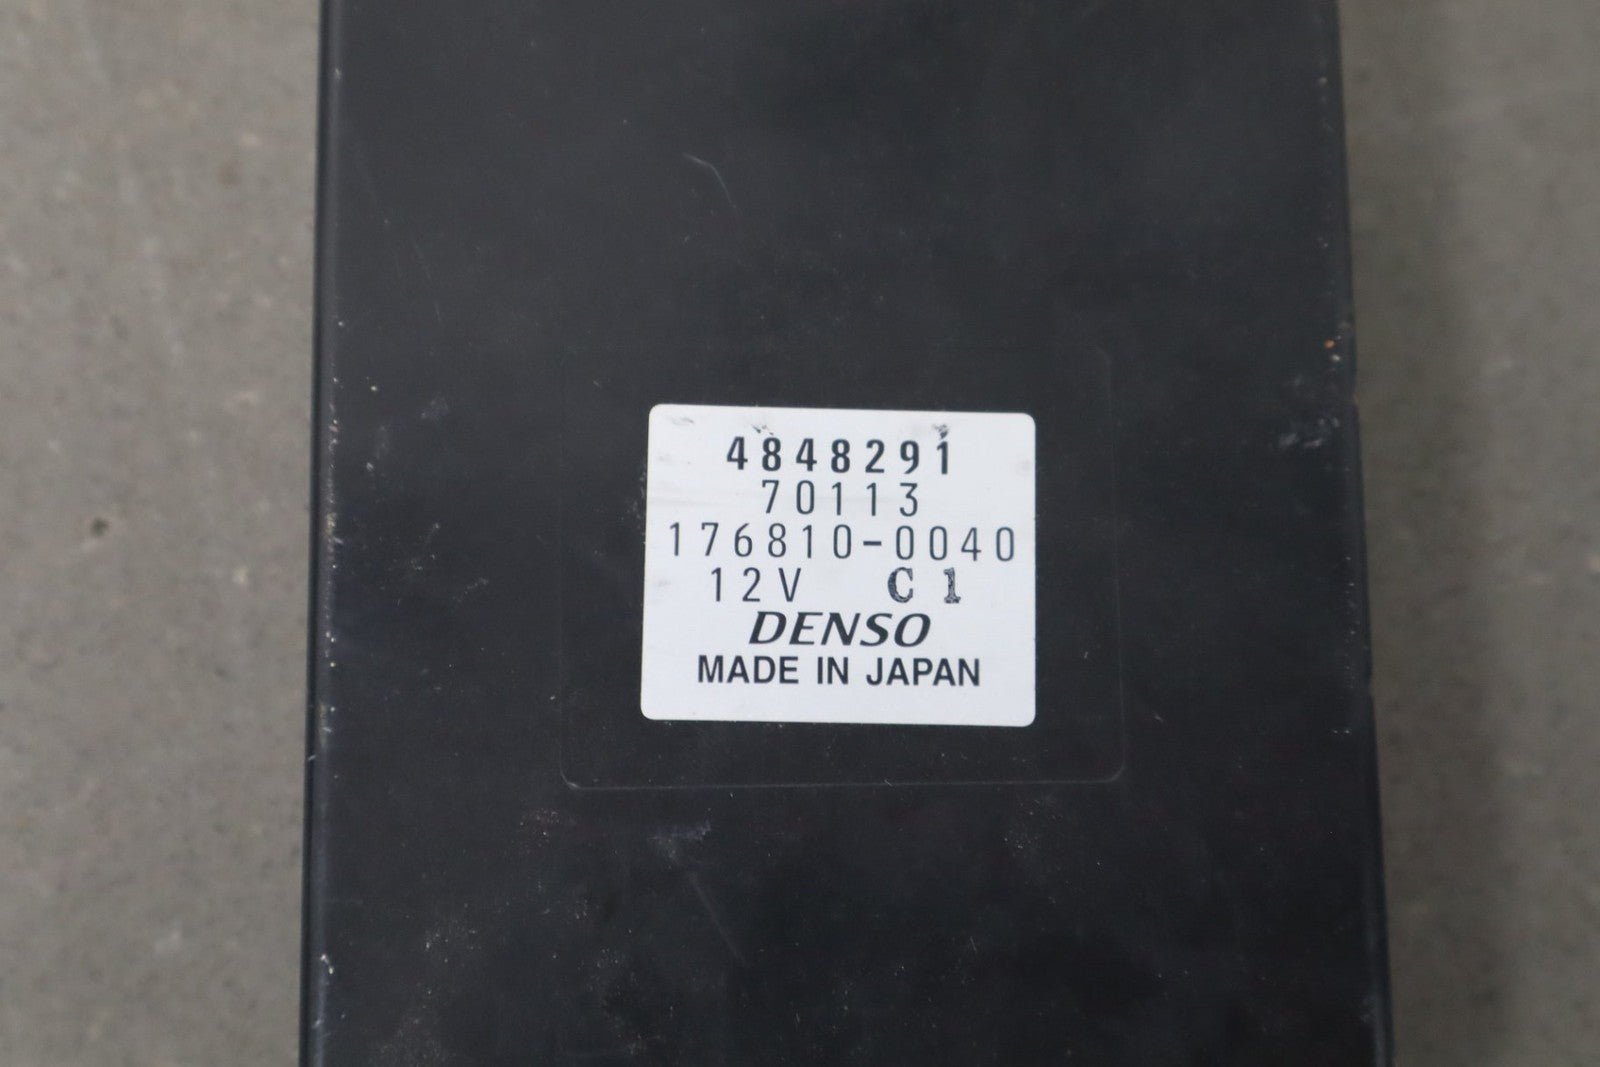 4848291
70113
176810-0040
12V C1
DENSO
MADE IN JAPAN